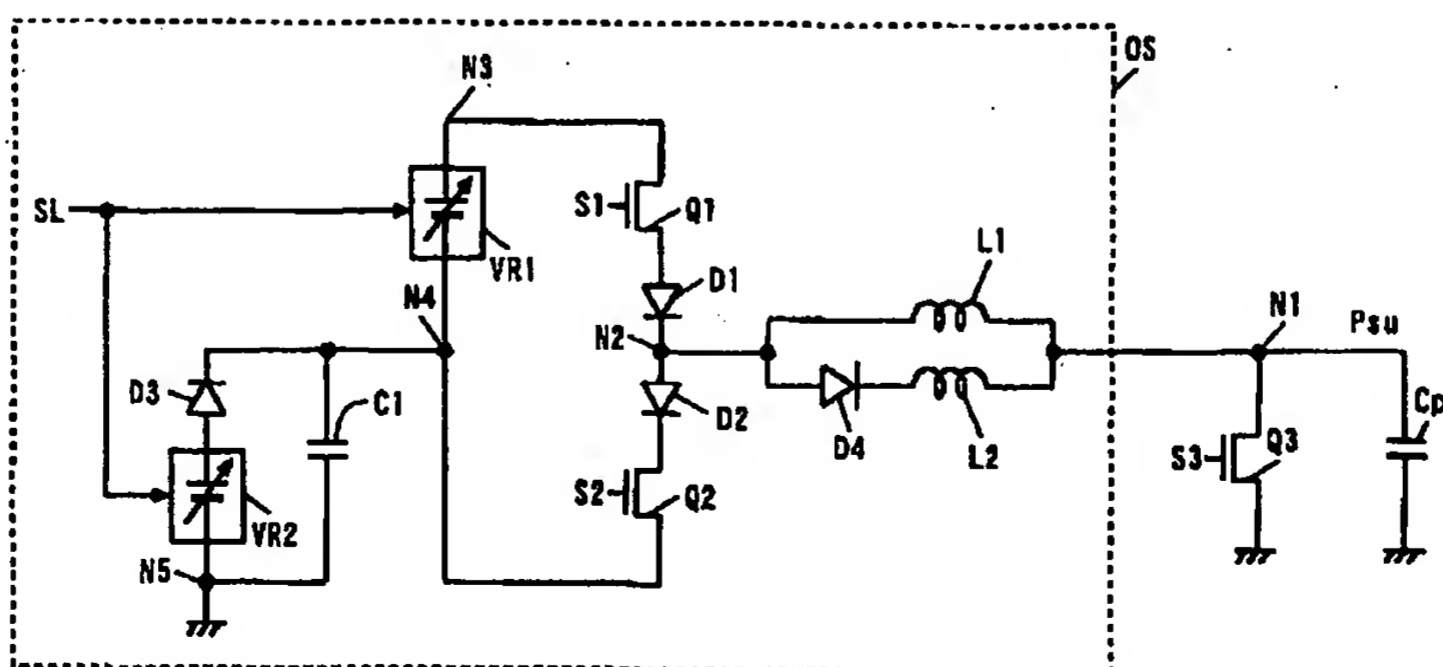 OS
N3
SL
S1
Q1
VR1
L1
D1
N4
N2
N1
Psu
D3
C1
D2
D4
L2
Cp
S3
Q3
S2
Q2
VR2
N5